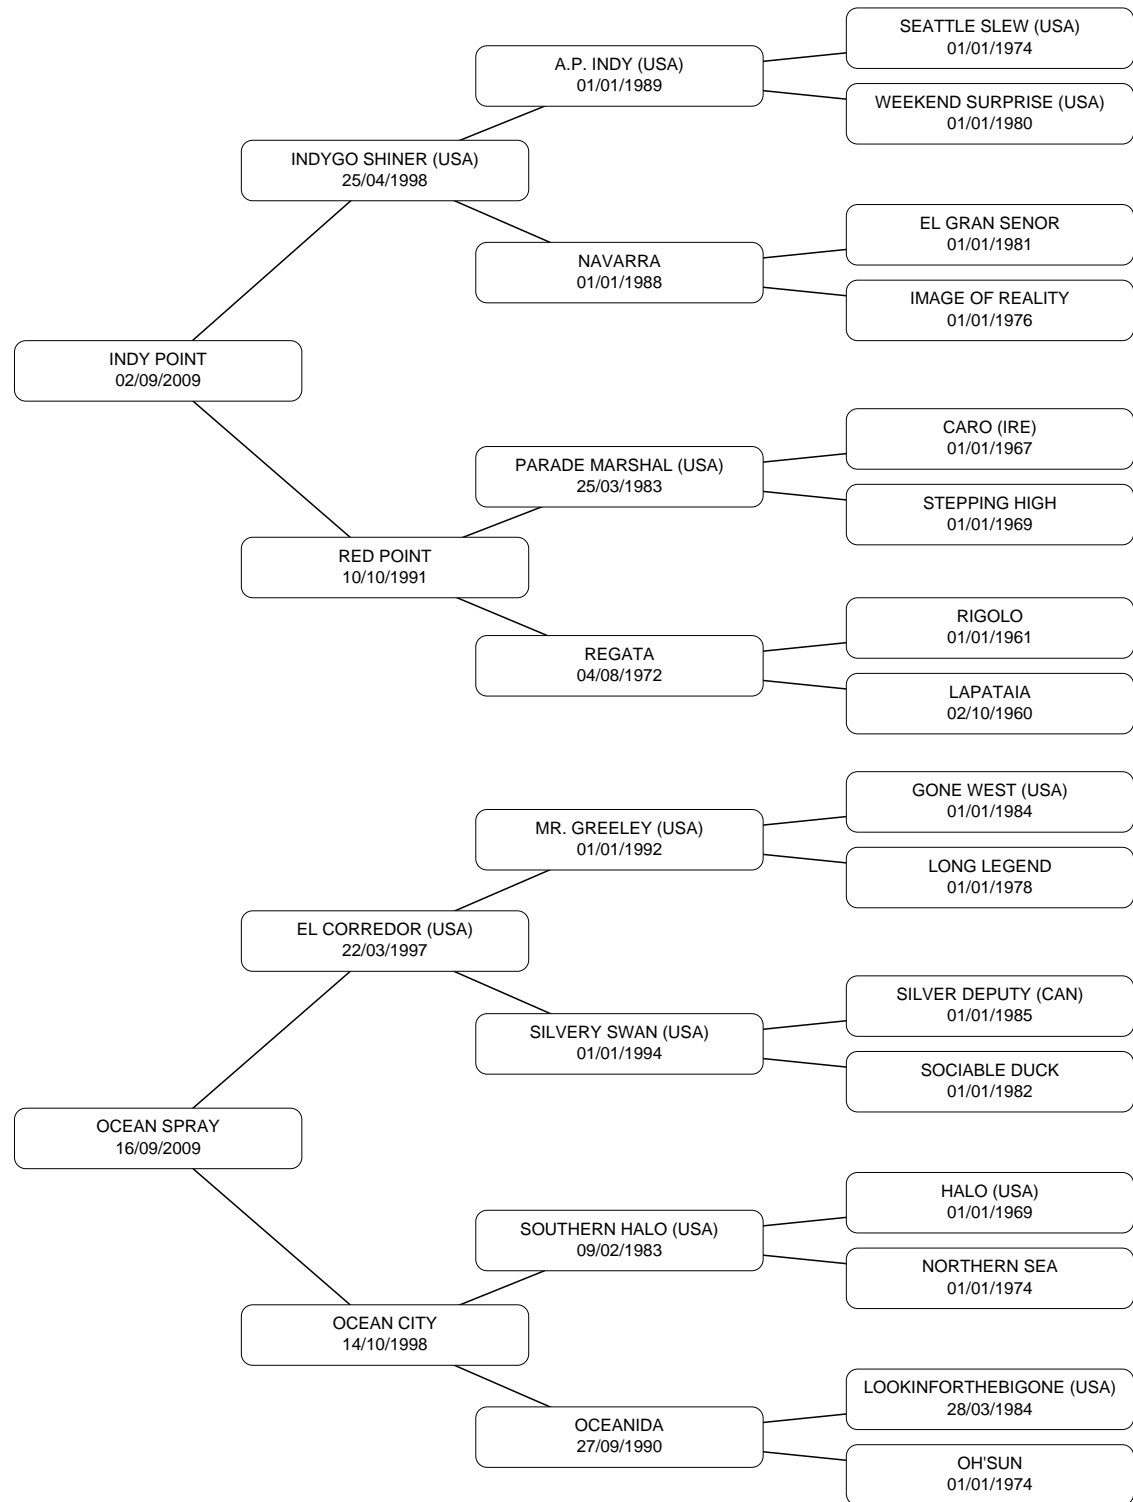 SEATTLE SLEW (USA)
01/01/1974
A.P. INDY (USA)
01/01/1989
WEEKEND SURPRISE (USA)
01/01/1980
INDYGO SHINER (USA)
25/04/1998
EL GRAN SENOR
01/01/1981
NAVARRA
01/01/1988
IMAGE OF REALITY
01/01/1976
INDY POINT
02/09/2009
CARO (IRE)
01/01/1967
PARADE MARSHAL (USA)
25/03/1983
STEPPING HIGH
01/01/1969
RED POINT
10/10/1991
RIGOLO
01/01/1961
REGATA
04/08/1972
LAPATAIA
02/10/1960
GONE WEST (USA)
01/01/1984
MR. GREELEY (USA)
01/01/1992
LONG LEGEND
01/01/1978
EL CORREDOR (USA)
22/03/1997
SILVER DEPUTY (CAN)
01/01/1985
SILVERY SWAN (USA)
01/01/1994
SOCIABLE DUCK
01/01/1982
OCEAN SPRAY
16/09/2009
HALO (USA)
01/01/1969
SOUTHERN HALO (USA)
09/02/1983
NORTHERN SEA
01/01/1974
OCEAN CITY
14/10/1998
LOOKINFORTHEBIGONE (USA)
28/03/1984
OCEANIDA
27/09/1990
OH'SUN
01/01/1974